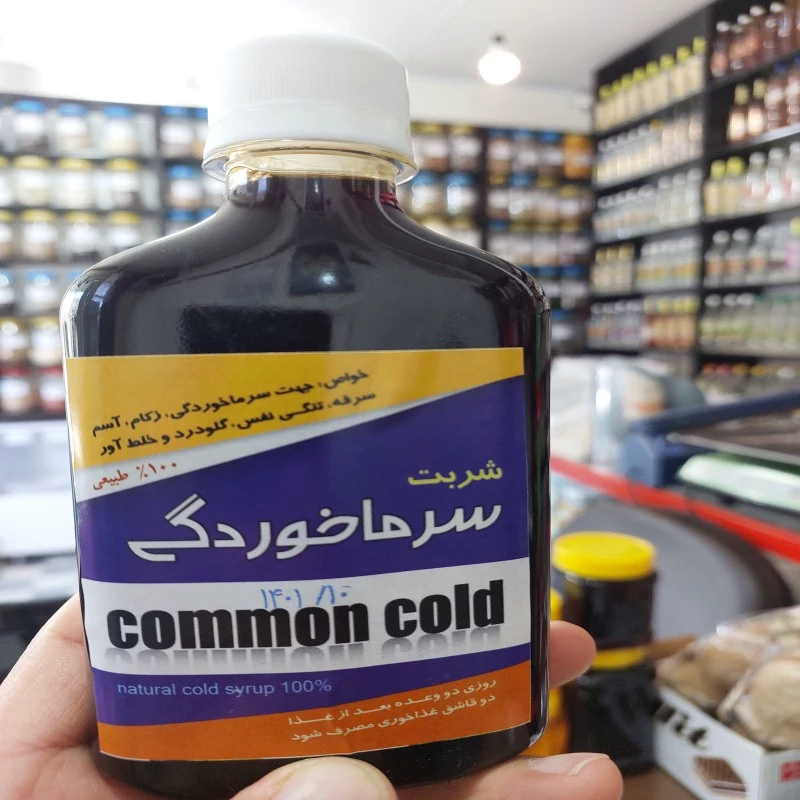 خواص: جهت سرماخوردگی، زکام، آسم
سرفه، تنگی نفس، گلودرد و خلط آور
۱۰۰٪ طبیعی
شربت
سرماخوردگی
۱۴۰۱/۱۰
common cold
natural cold syrup 100%
روزی دو وعده بعد از غذا
دو قاشق غذاخوری مصرف شود